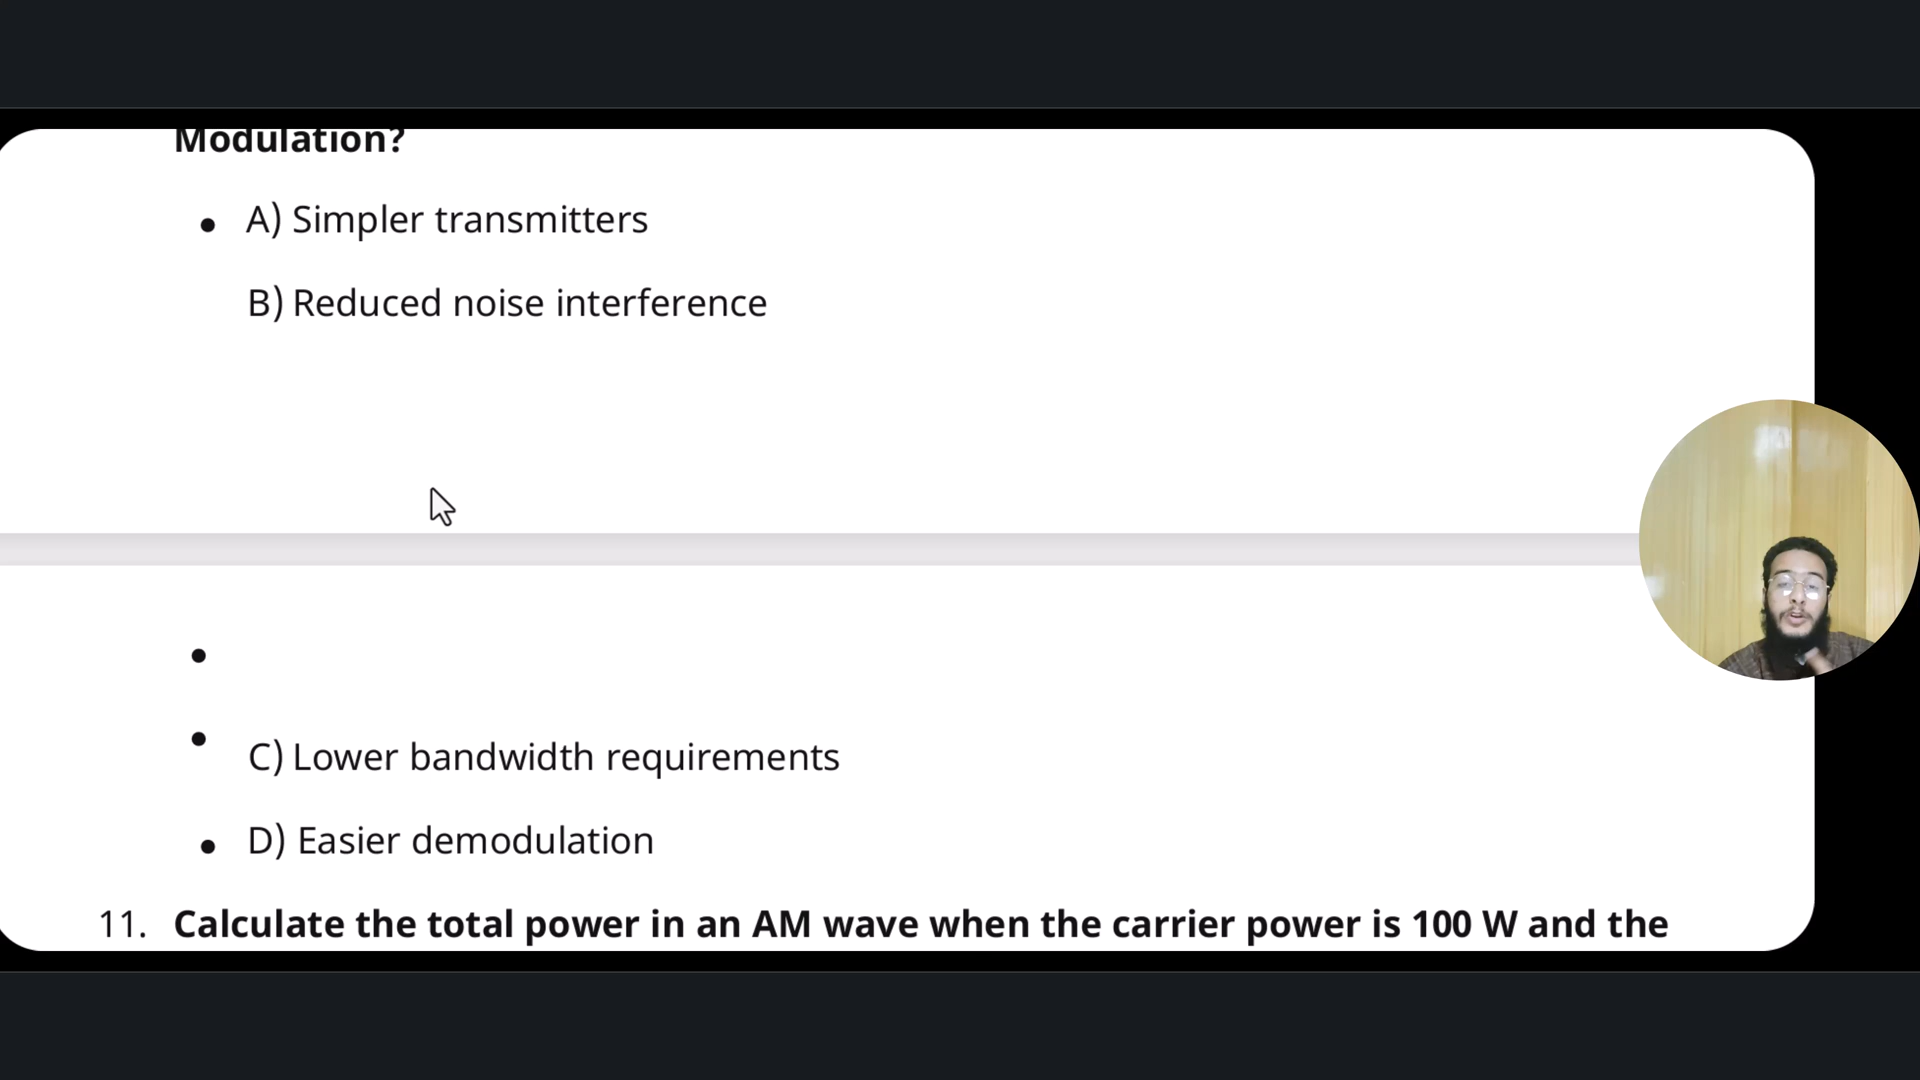 Modulation?
• A) Simpler transmitters
B) Reduced noise interference
•
•
C) Lower bandwidth requirements
• D) Easier demodulation
11. Calculate the total power in an AM wave when the carrier power is 100 W and the